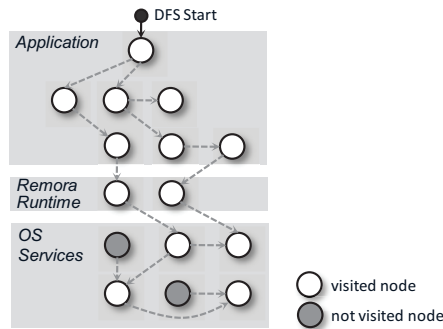 DFS Start
Application
Remora
Runtime
OS
Services
visited node
not visited node